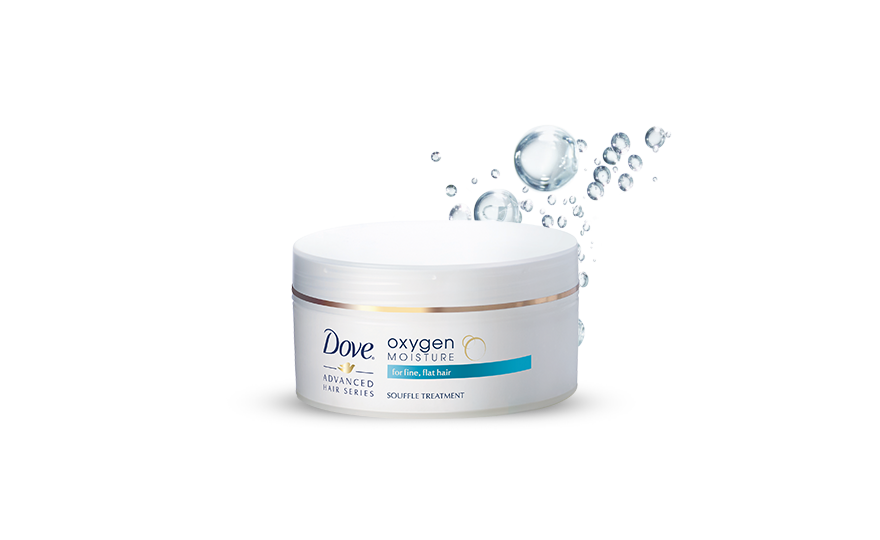 Dove
ADVANCED
HAIR SERIES
oxygen
MOISTURE
for fine, flat hair
SOUFFLE TREATMENT